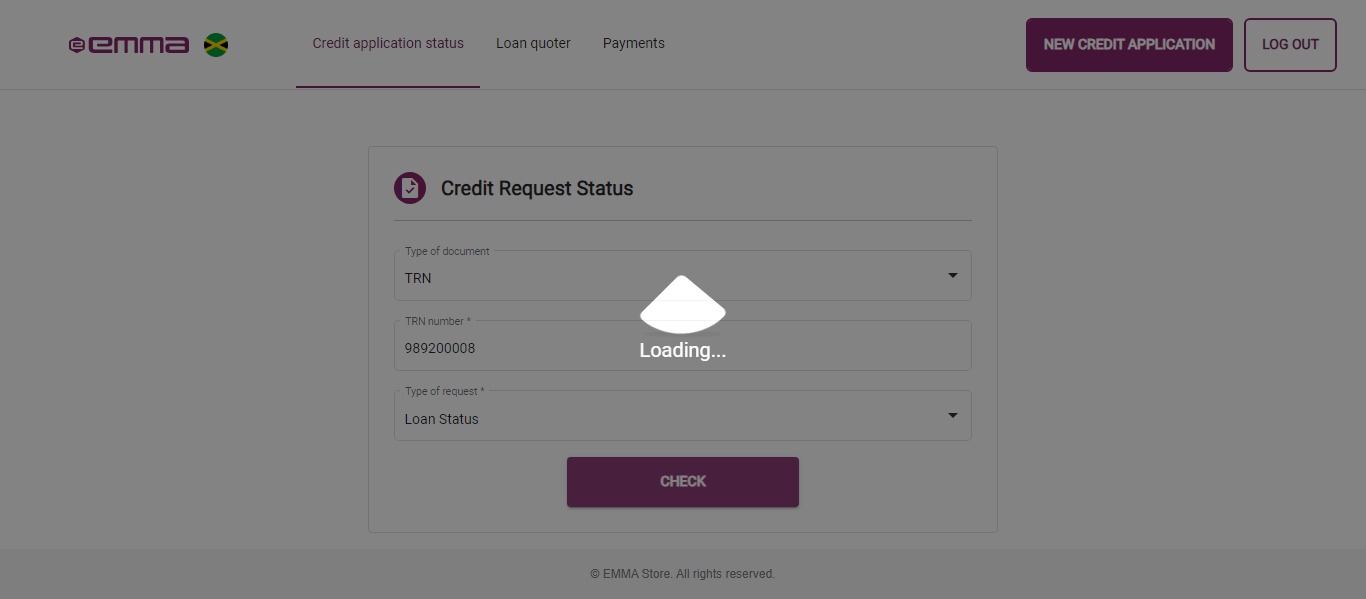 emma
Credit application status
Loan quoter
Payments
NEW CREDIT APPLICATION
LOG OUT
Credit Request Status
Type of document
TRN
TRN number *
989200008
Loading...
Type of request *
Loan Status
CHECK
© EMMA Store. All rights reserved.